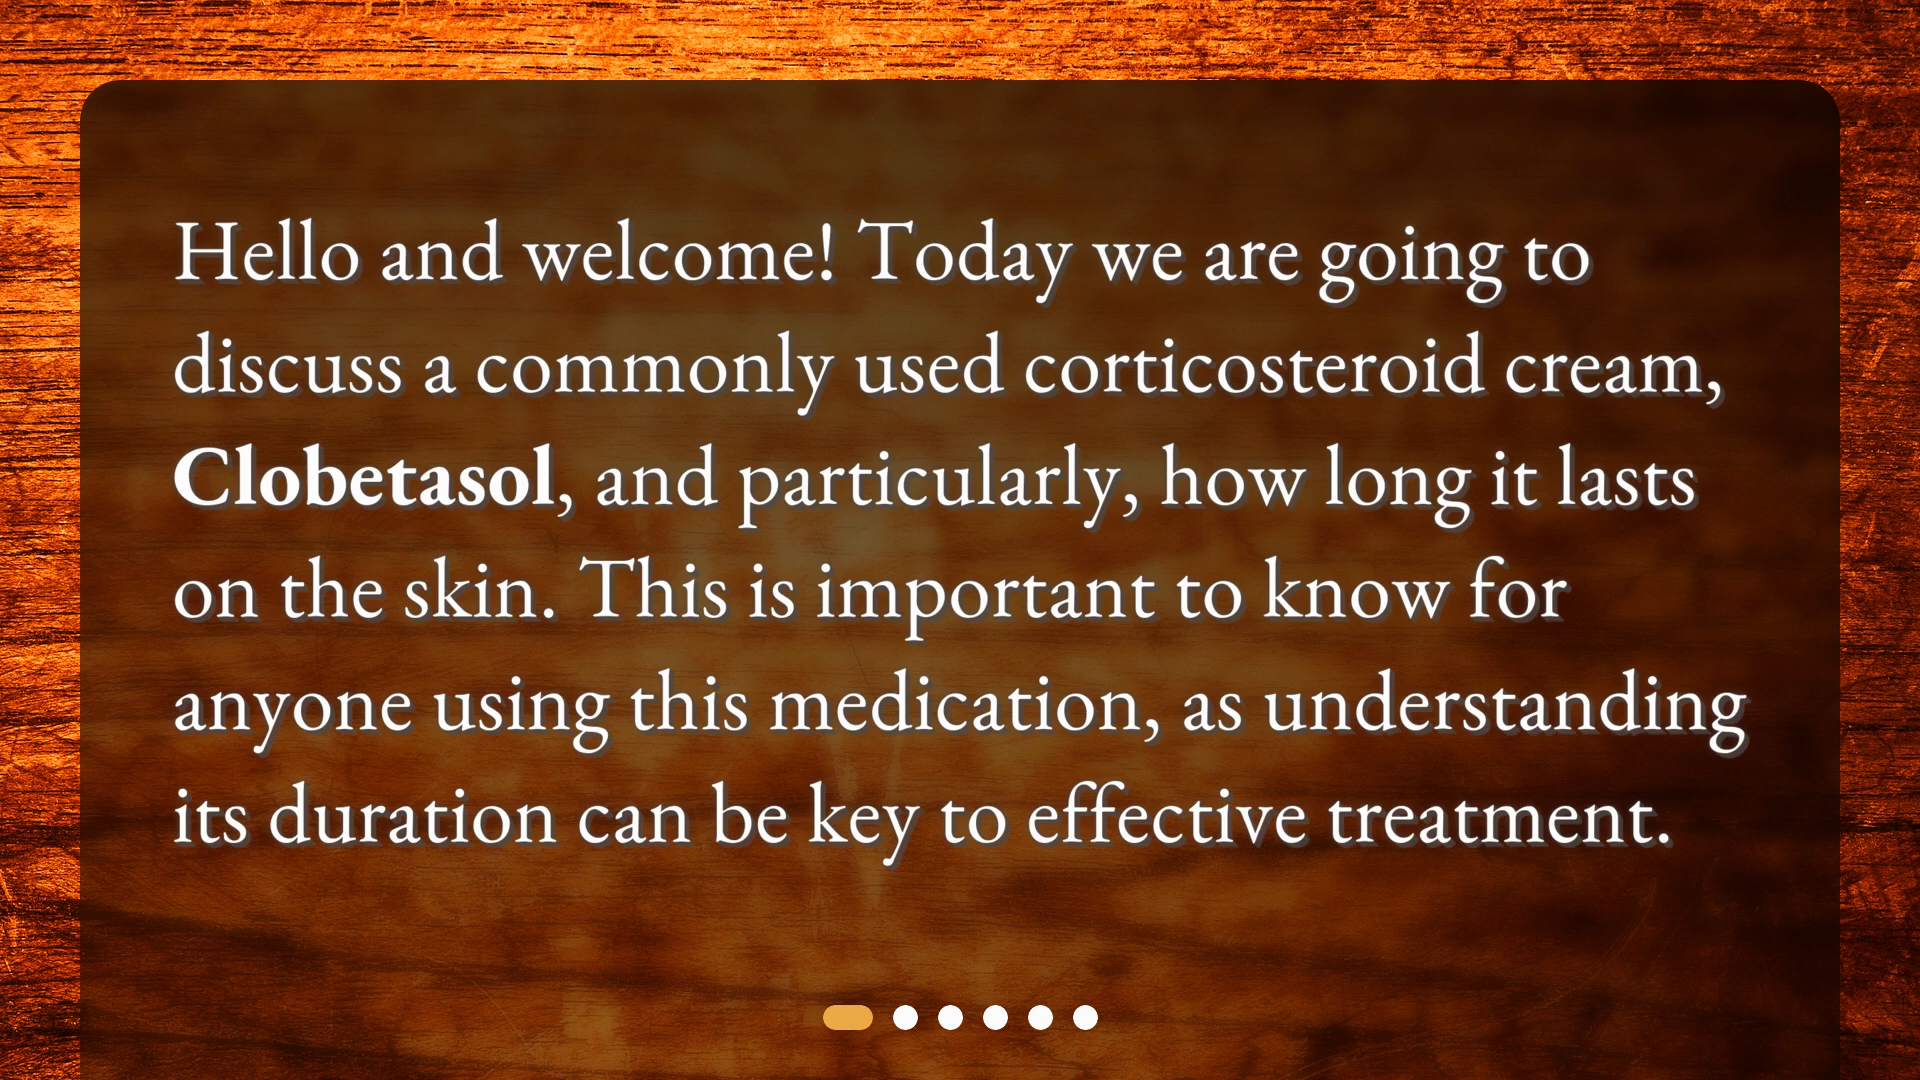 Hello and welcome! Today we are going to
discuss a commonly used corticosteroid cream,
Clobetasol, and particularly, how long it lasts
on the skin. This is important to know for
anyone using this medication, as understanding
its duration can be key to effective treatment.